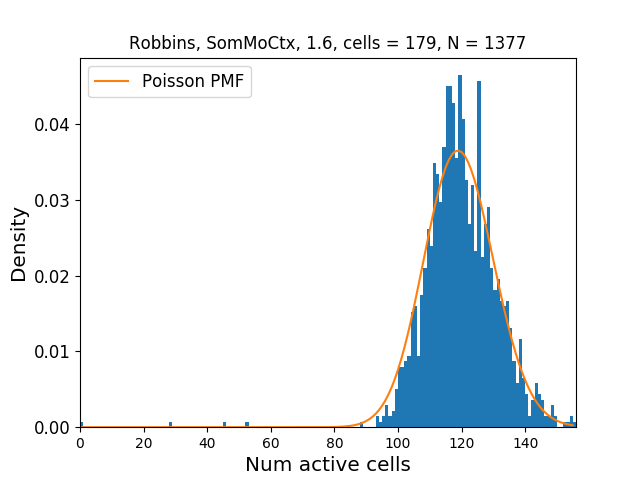 Robbins, SomMoCtx, 1.6, cells = 179, N = 1377
Poisson PMF
0.04
0.03
0.02
0.01
0.00
Density
0 20 40 60 80 100 120 140
Num active cells